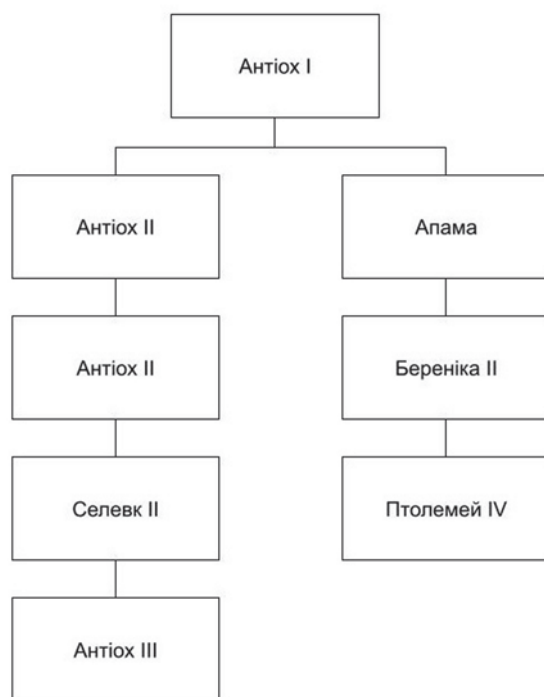 Антіох I
Антіох II
Апама
Антіох II
Береніка II
Селевк II
Птолемей IV
Антіох III